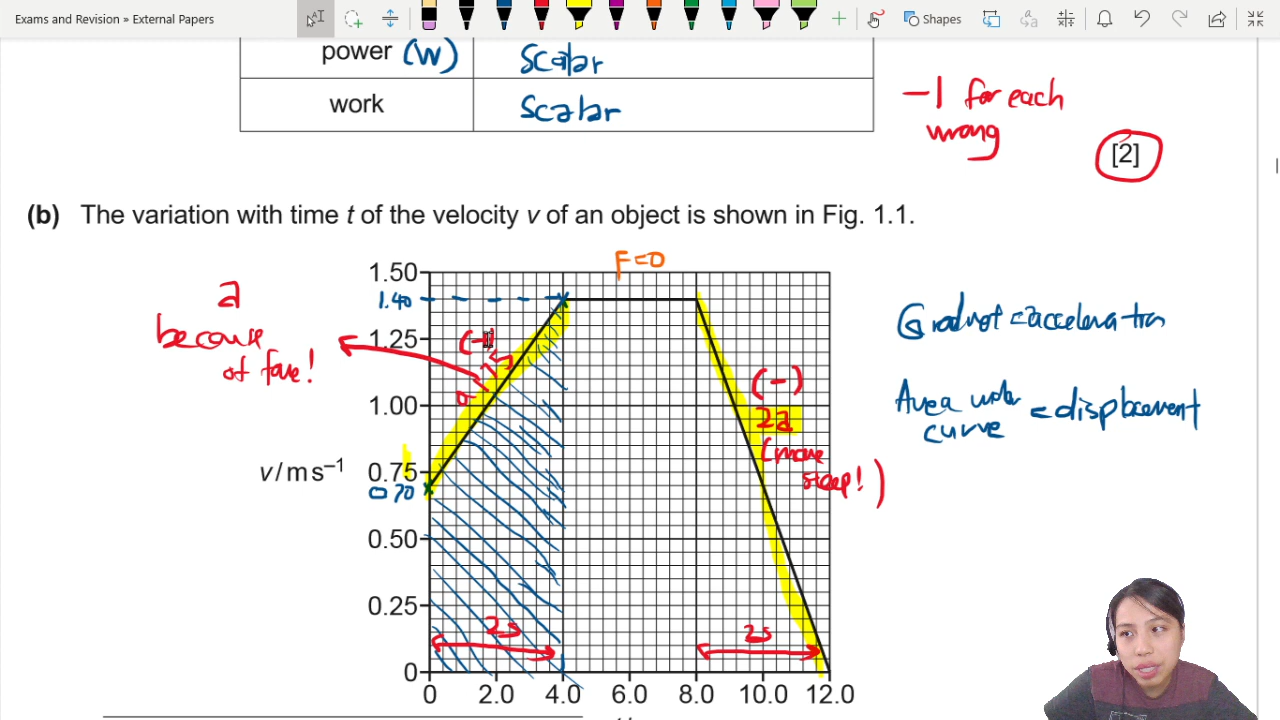 Exams and Revision » External Papers
Shapes
power (W)
Scalar
work
Scalar
-1 for each
wrong
[2]
(b) The variation with time t of the velocity v of an object is shown in Fig. 1.1.
F=0
1.50
1.40
1.25
1.00
0.75
0.70
0.50
0.25
0
v/ms⁻¹
0 2.0 4.0 6.0 8.0 10.0 12.0
a
because
of force!
a
(-)
2a
(more
steep!)
2s
2s
Gradient = acceleration
Area under
curve = displacement